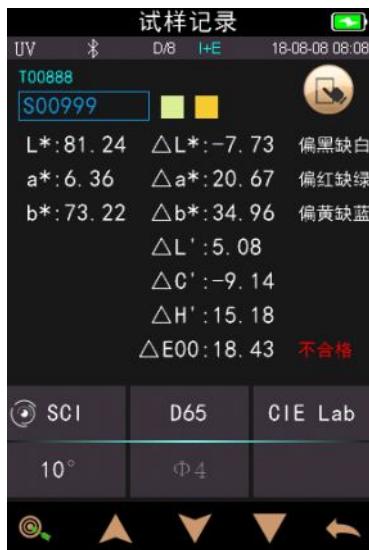 试样记录
UV D/8 I+E 18-08-08 08:08
T00888
S00999
L*:81.24 △L*:-7.73 偏黑缺白
a*:6.36 △a*:20.67 偏红缺绿
b*:73.22 △b*:34.96 偏黄缺蓝
△L':5.08
△C':-9.14
△H':15.18
△E00:18.43 不合格
SCI D65 CIE Lab
10° Φ4